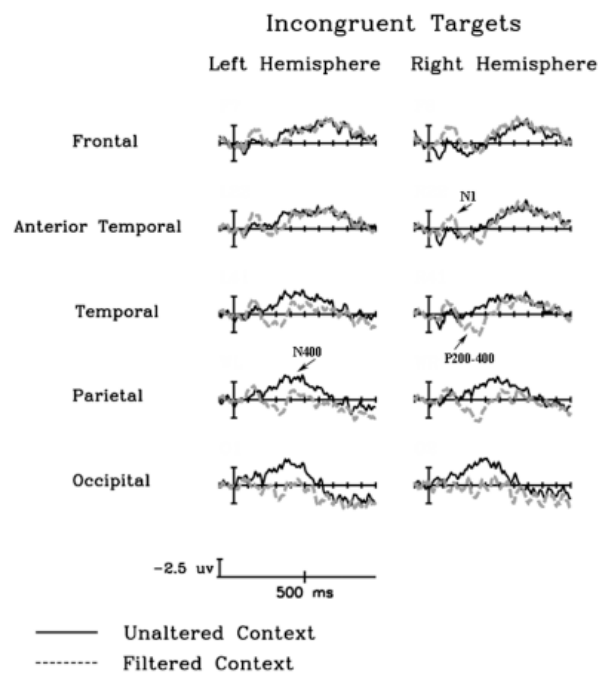 Incongruent Targets
Left Hemisphere Right Hemisphere
Frontal
N1
Anterior Temporal
Temporal
N400 P200-400
Parietal
Occipital
-2.5 uv
500 ms
Unaltered Context
Filtered Context